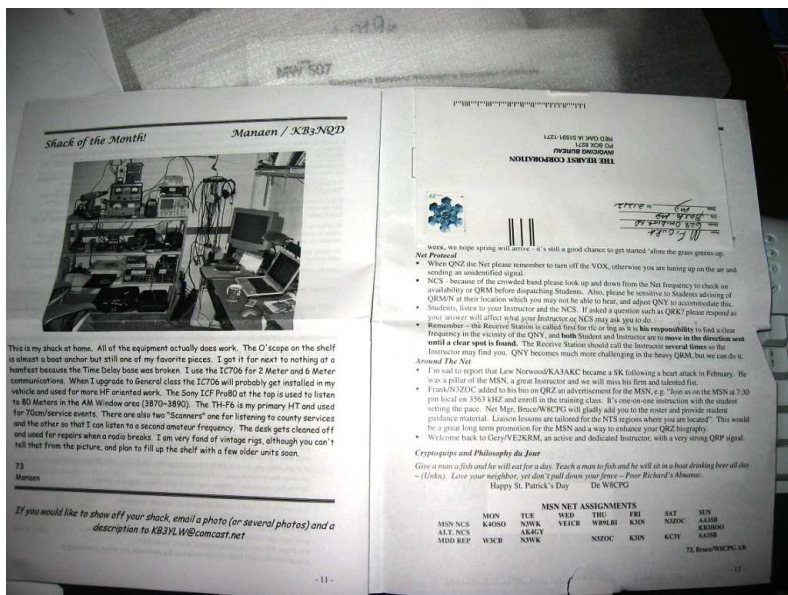 MW 507
Shack of the Month!
Manaen / KB3NQD
This is my shack at home. All of the equipment actually does work. The O'scope on the shelf
is almost a boat anchor but still one of my favorite pieces. I got it for next to nothing at a
hamfest because the Time Delay base was broken. I use the IC706 for 2 Meter and 6 Meter
communications. When I upgrade to General class the IC706 will probably get installed in my
vehicle and used for more HF oriented work. The Sony ICF Pro80 at the top is used to listen
to 80 Meters in the AM Window area (3870~3890). The TH-F6 is my primary HT and used
for 70cm/service events. There are also two "Scanners" one for listening to county services
and the other so that I can listen to a second amateur frequency. The desk gets cleaned off
and used for repairs when a radio breaks. I am very fond of vintage rigs, although you can't
tell that from the picture, and plan to fill up the shelf with a few older units soon.
73
Manaen
If you would like to show off your shack, email a photo (or several photos) and a
description to KB3YLW@comcast.net
- 11 -
THE HEARST CORPORATION
INVOICING BUREAU
PO BOX 8271
RED OAK IA 51591-1271
week, we hope spring will arrive - it's still a good chance to get started 'afore the grass greens up.
Net Protocol
• When QNZ the Net please remember to turn off the VOX, otherwise you are tuning up on the air and
sending an unidentified signal.
• NCS - because of the crowded band please look up and down from the Net frequency to check on
availability or QRM before dispatching Students. Also, please be sensitive to Students advising of
QRM/N at their location which you may not be able to hear, and adjust QNY to accommodate this.
• Students, listen to your Instructor and the NCS. If asked a question such as QRK? please respond as
your answer will affect what your Instructor or NCS may ask you to do.
• Remember – the Receive Station is called first for tfc or tng as it is his responsibility to find a clear
frequency in the vicinity of the QNY, and both Student and Instructor are to move in the direction sent
until a clear spot is found. The Receive Station should call the Instructor several times so the
Instructor may find you. QNY becomes much more challenging in the heavy QRM, but we can do it.
Around The Net
• I'm sad to report that Lew Norwood/KA3AKC became a SK following a heart attack in February. He
was a pillar of the MSN, a great Instructor and we will miss his firm and talented fist.
• Frank/N3ZOC added to his bio on QRZ an advertisement for the MSN, e.g. "Join us on the MSN at 7:30
pm local on 3563 kHZ and enroll in the training class. It's one-on-one instruction with the student
setting the pace. Net Mgr, Bruce/W8CPG will gladly add you to the roster and provide student
guidance material. Liaison lessons are tailored for the NTS regions where you are located". This would
be a great long term promotion for the MSN and a way to enhance your QRZ biography.
• Welcome back to Gery/VE2KRM, an active and dedicated Instructor, with a very strong QRP signal.
Cryptoquips and Philosophy du Jour
Give a man a fish and he will eat for a day. Teach a man to fish and he will sit in a boat drinking beer all day
– (Unkn). Love your neighbor, yet don't pull down your fence – Poor Richard's Almanac.
Happy St. Patrick's Day De W8CPG
MSN NET ASSIGNMENTS
MON TUE WED THU FRI SAT SUN
MSN NCS K4OSO N3WK VE1CB WB9LBI K3IN N3ZOC AA3SB
ALT. NCS AK4GY KB3ROO
MDD REP W3CB N3WK N3ZOC K3IN KC3Y AA3SB
73, Bruce/W8CPG AR
- 12 -